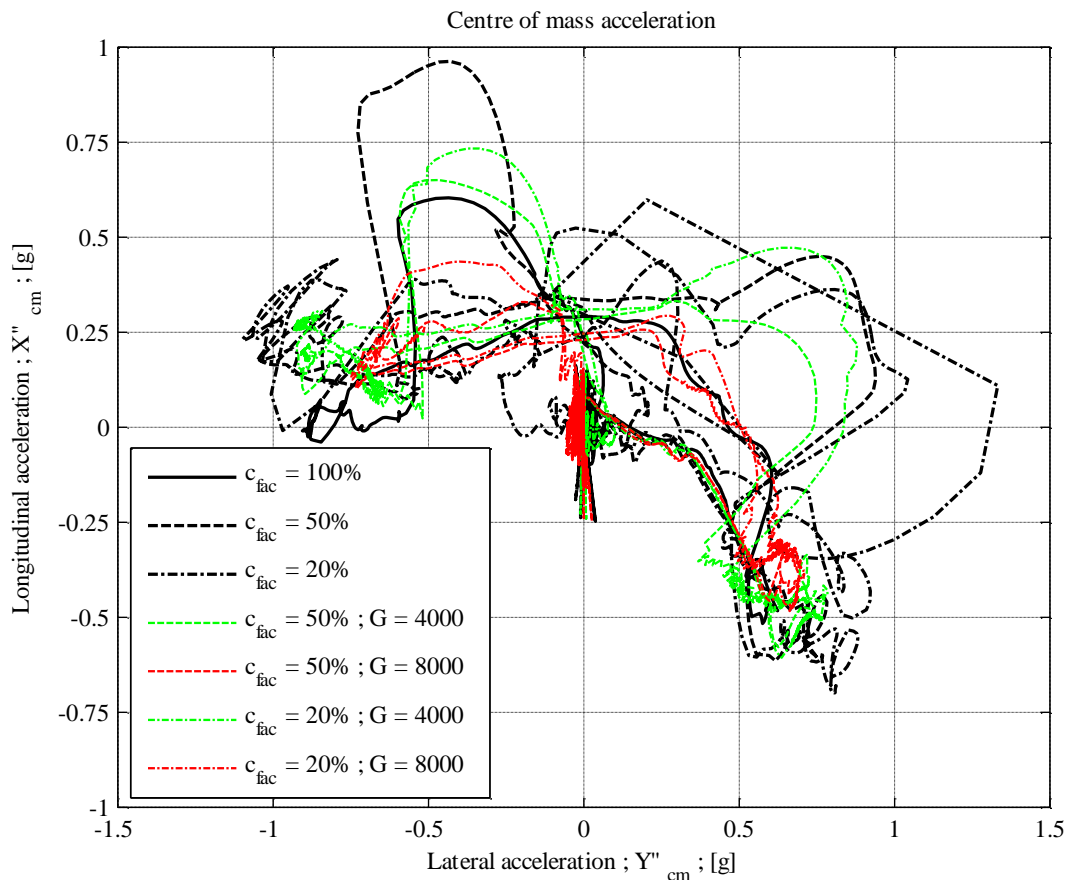 Centre of mass acceleration
Longitudinal acceleration ; X''cm ; [g]
1
0.75
0.5
0.25
0
-0.25
-0.5
-0.75
-1
cfac = 100%
cfac = 50%
cfac = 20%
cfac = 50% ; G = 4000
cfac = 50% ; G = 8000
cfac = 20% ; G = 4000
cfac = 20% ; G = 8000
-1.5 -1 -0.5 0 0.5 1 1.5
Lateral acceleration ; Y''cm ; [g]